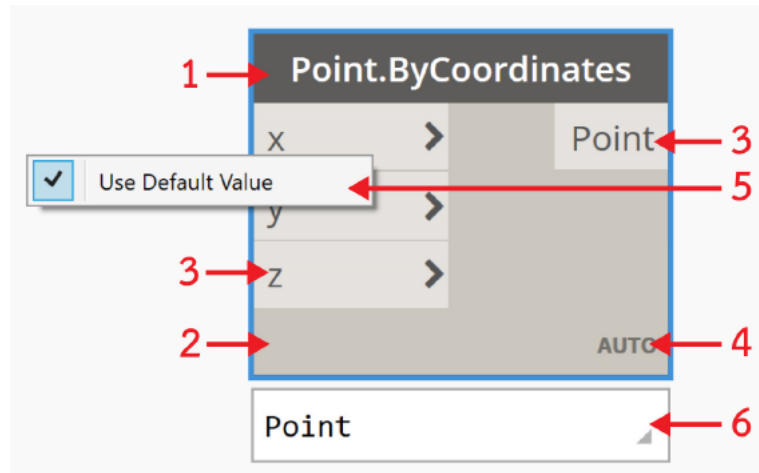 1 Point.ByCoordinates
x Point 3
Use Default Value 5
y
3 z
2 AUTO 4
Point 6